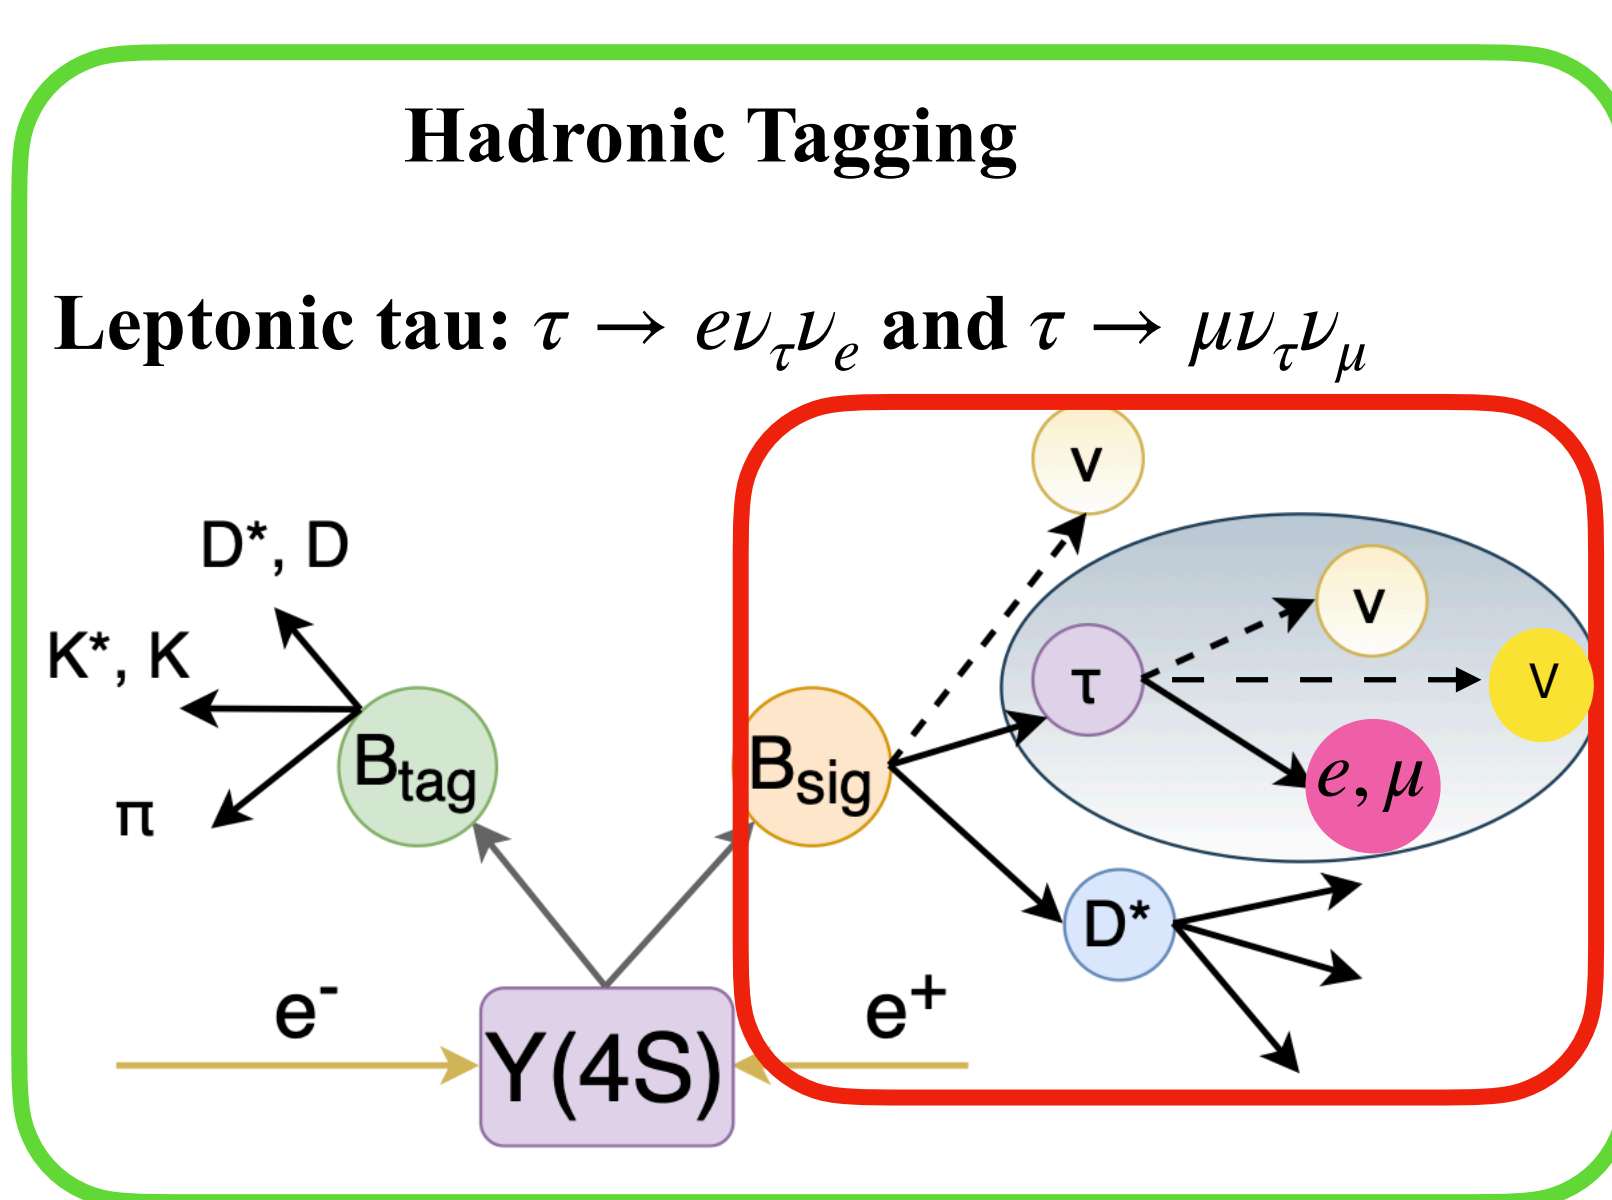 Hadronic Tagging
Leptonic tau: τ → eν_τν_e and τ → μν_τν_μ
ν
D*, D
ν
K*, K
τ
V
B_tag
B_sig
e, μ
π
D*
e⁻
e⁺
Υ(4S)